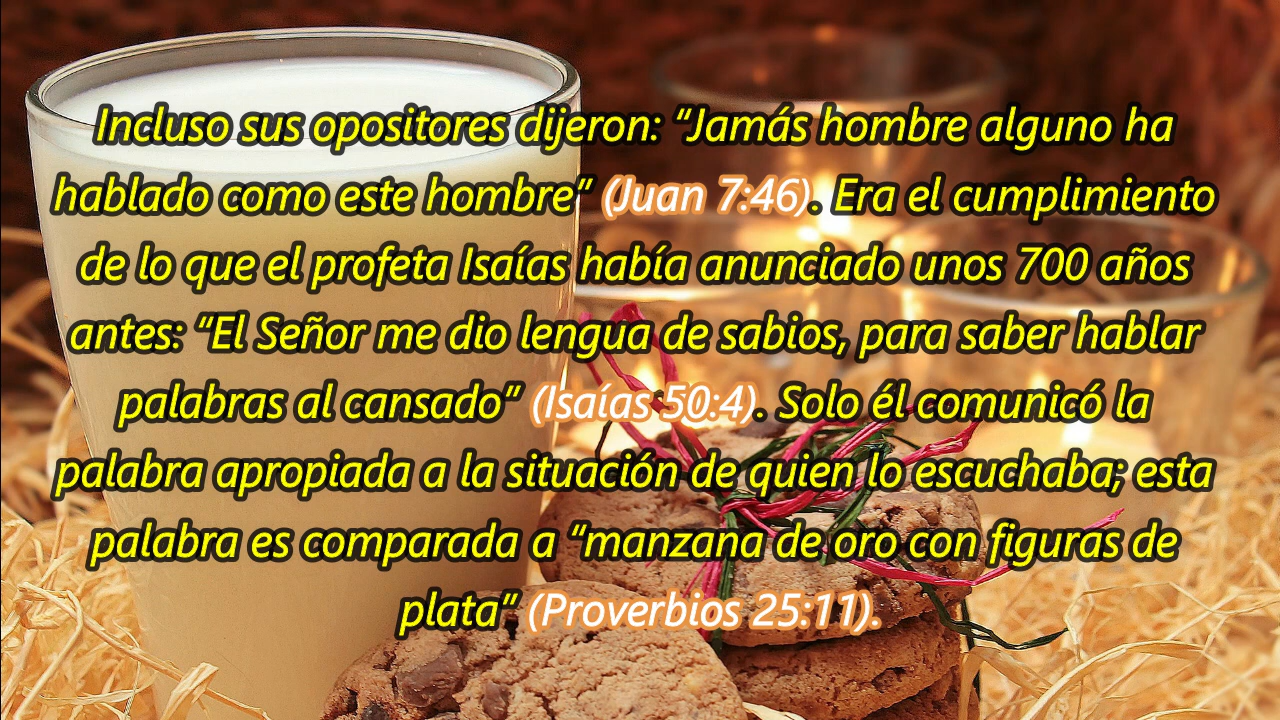 Incluso sus opositores dijeron: “Jamás hombre alguno ha
hablado como este hombre” (Juan 7:46). Era el cumplimiento
de lo que el profeta Isaías había anunciado unos 700 años
antes: “El Señor me dio lengua de sabios, para saber hablar
palabras al cansado” (Isaías 50:4). Solo él comunicó la
palabra apropiada a la situación de quien lo escuchaba; esta
palabra es comparada a “manzana de oro con figuras de
plata” (Proverbios 25:11).